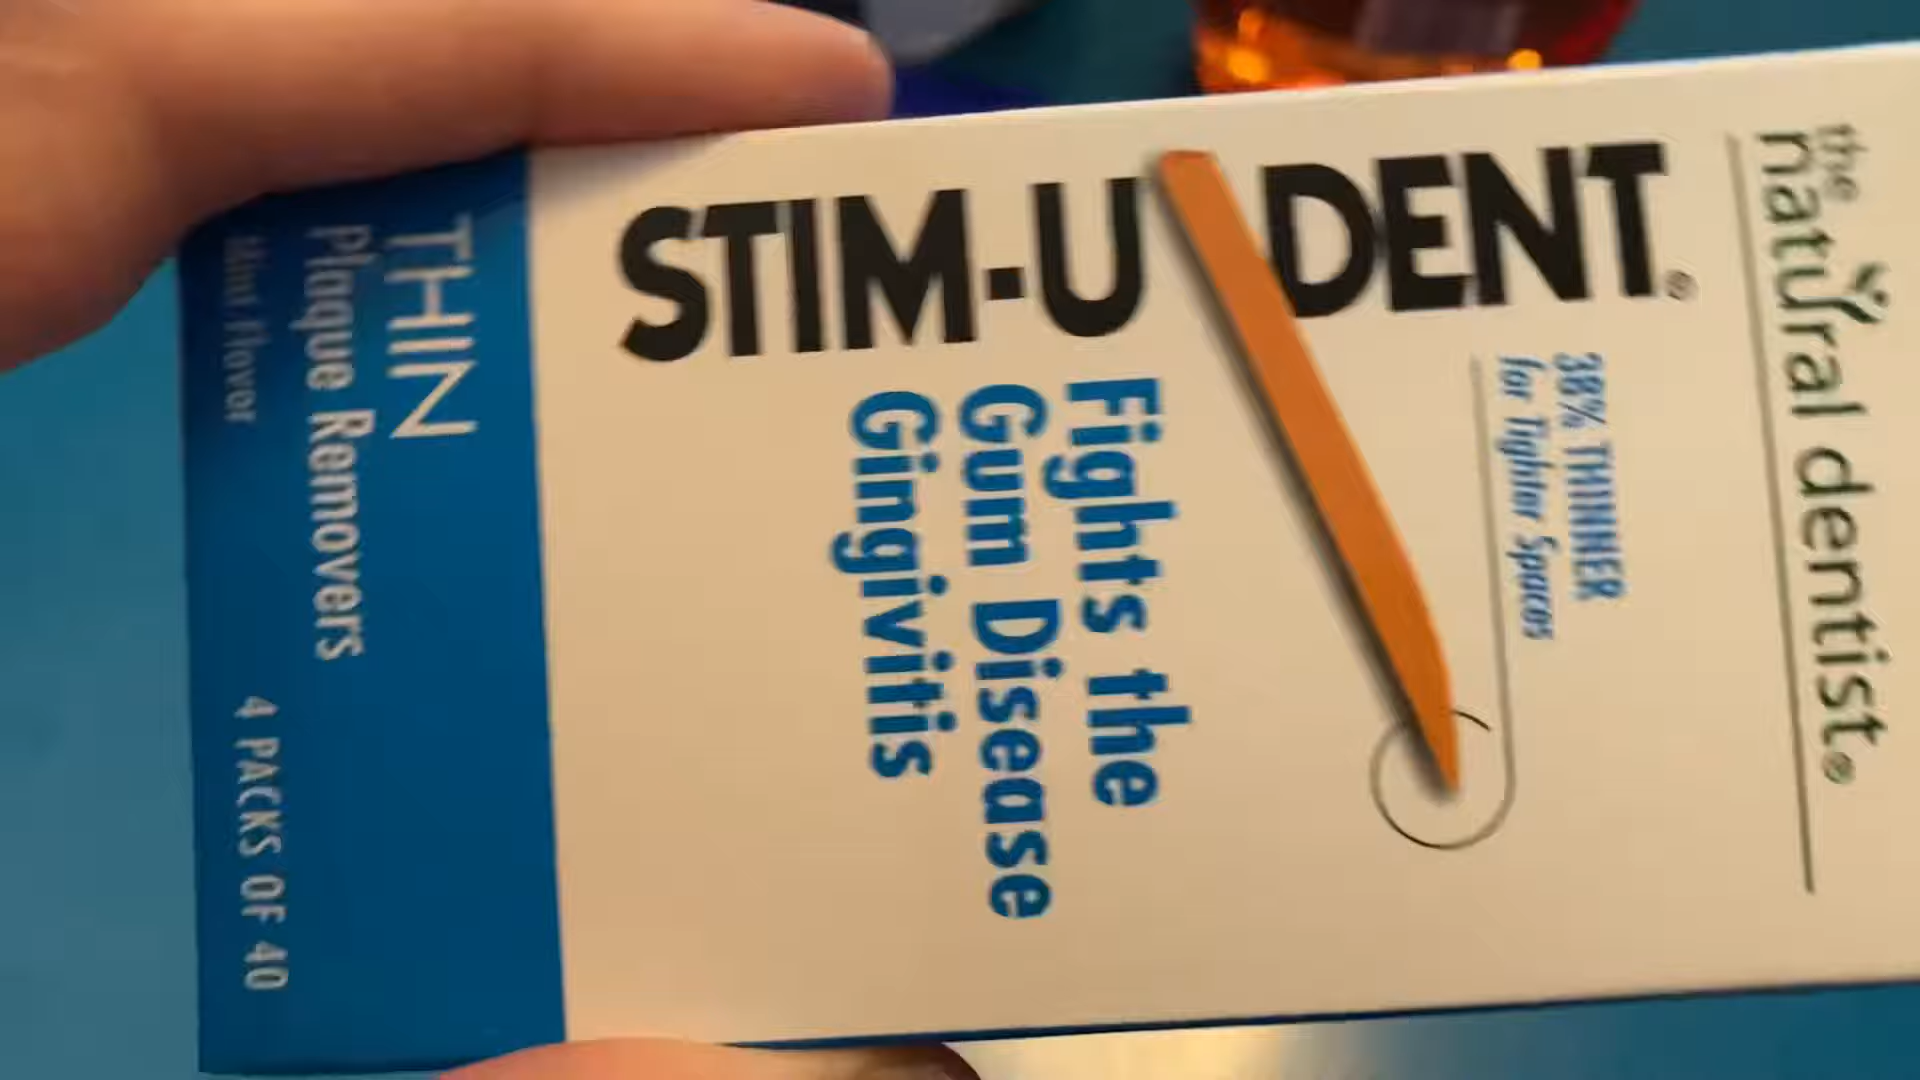 the
natural dentist®
STIM-U DENT®
38% THINNER
for Tighter Spaces
Fights the
Gum Disease
Gingivitis
THIN
Plaque Removers
Mint Flavor
4 PACKS OF 40